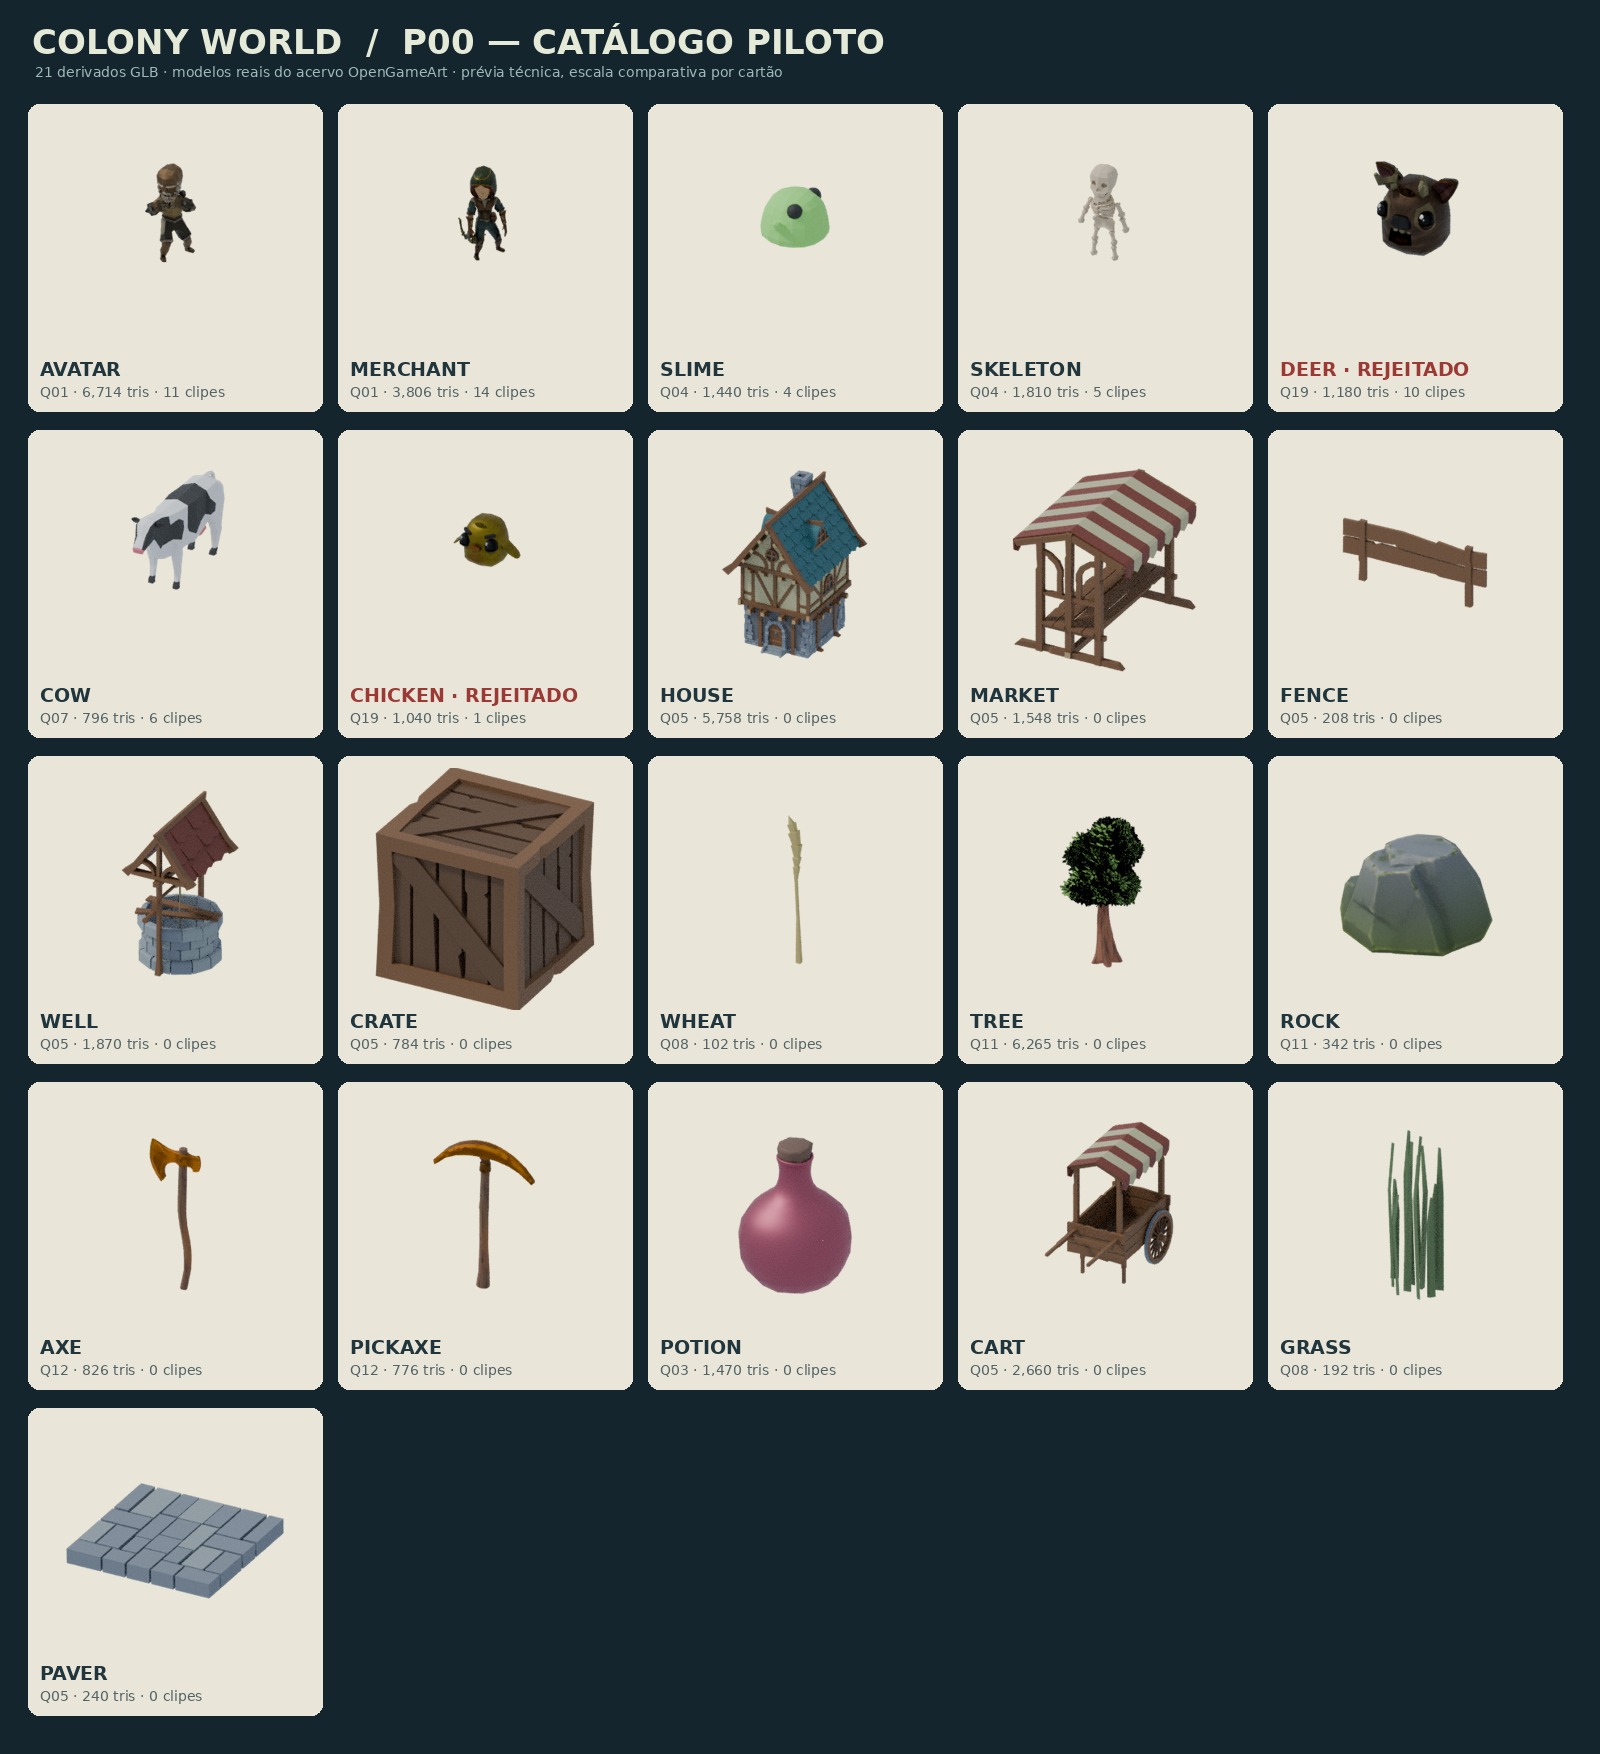 COLONY WORLD / P00 — CATÁLOGO PILOTO
21 derivados GLB · modelos reais do acervo OpenGameArt · prévia técnica, escala comparativa por cartão
AVATAR
Q01 · 6,714 tris · 11 clipes
MERCHANT
Q01 · 3,806 tris · 14 clipes
SLIME
Q04 · 1,440 tris · 4 clipes
SKELETON
Q04 · 1,810 tris · 5 clipes
DEER · REJEITADO
Q19 · 1,180 tris · 10 clipes
COW
Q07 · 796 tris · 6 clipes
CHICKEN · REJEITADO
Q19 · 1,040 tris · 1 clipes
HOUSE
Q05 · 5,758 tris · 0 clipes
MARKET
Q05 · 1,548 tris · 0 clipes
FENCE
Q05 · 208 tris · 0 clipes
WELL
Q05 · 1,870 tris · 0 clipes
CRATE
Q05 · 784 tris · 0 clipes
WHEAT
Q08 · 102 tris · 0 clipes
TREE
Q11 · 6,265 tris · 0 clipes
ROCK
Q11 · 342 tris · 0 clipes
AXE
Q12 · 826 tris · 0 clipes
PICKAXE
Q12 · 776 tris · 0 clipes
POTION
Q03 · 1,470 tris · 0 clipes
CART
Q05 · 2,660 tris · 0 clipes
GRASS
Q08 · 192 tris · 0 clipes
PAVER
Q05 · 240 tris · 0 clipes